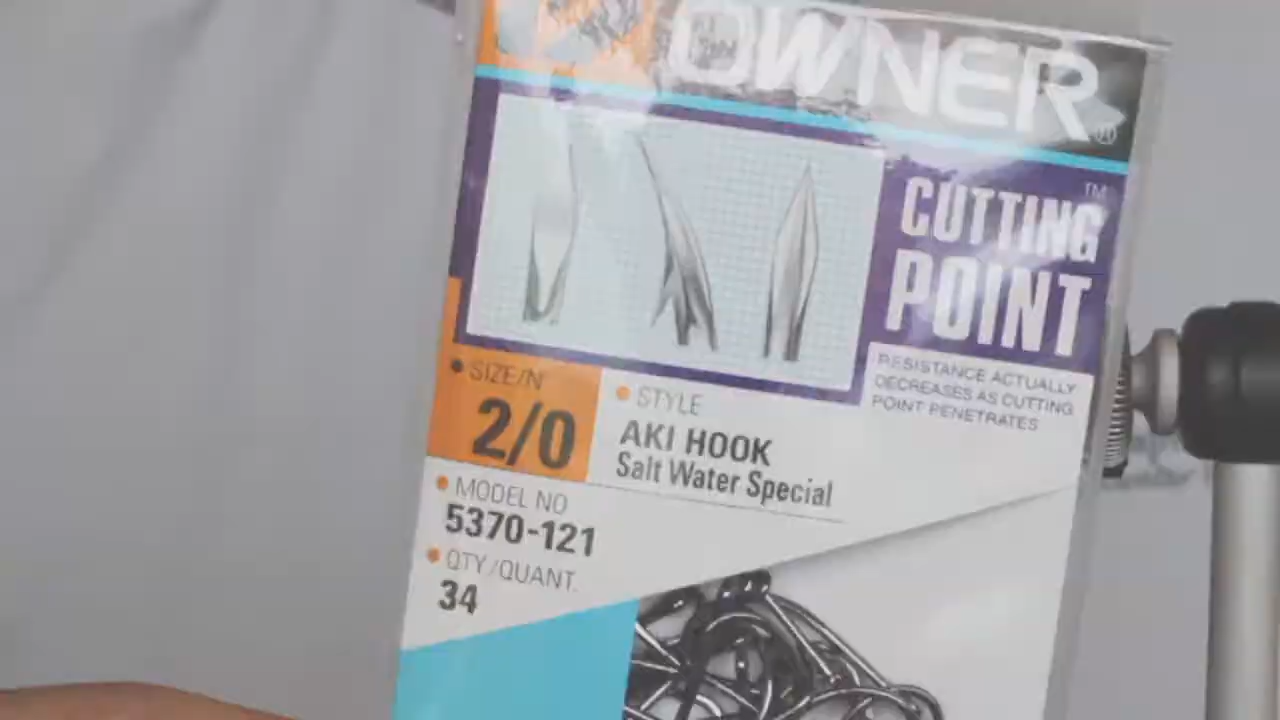 OWNER®
CUTTING™
POINT
RESISTANCE ACTUALLY
DECREASES AS CUTTING
POINT PENETRATES
• SIZE/N
2/0
• STYLE
AKI HOOK
Salt Water Special
• MODEL NO
5370-121
• QTY/QUANT.
34